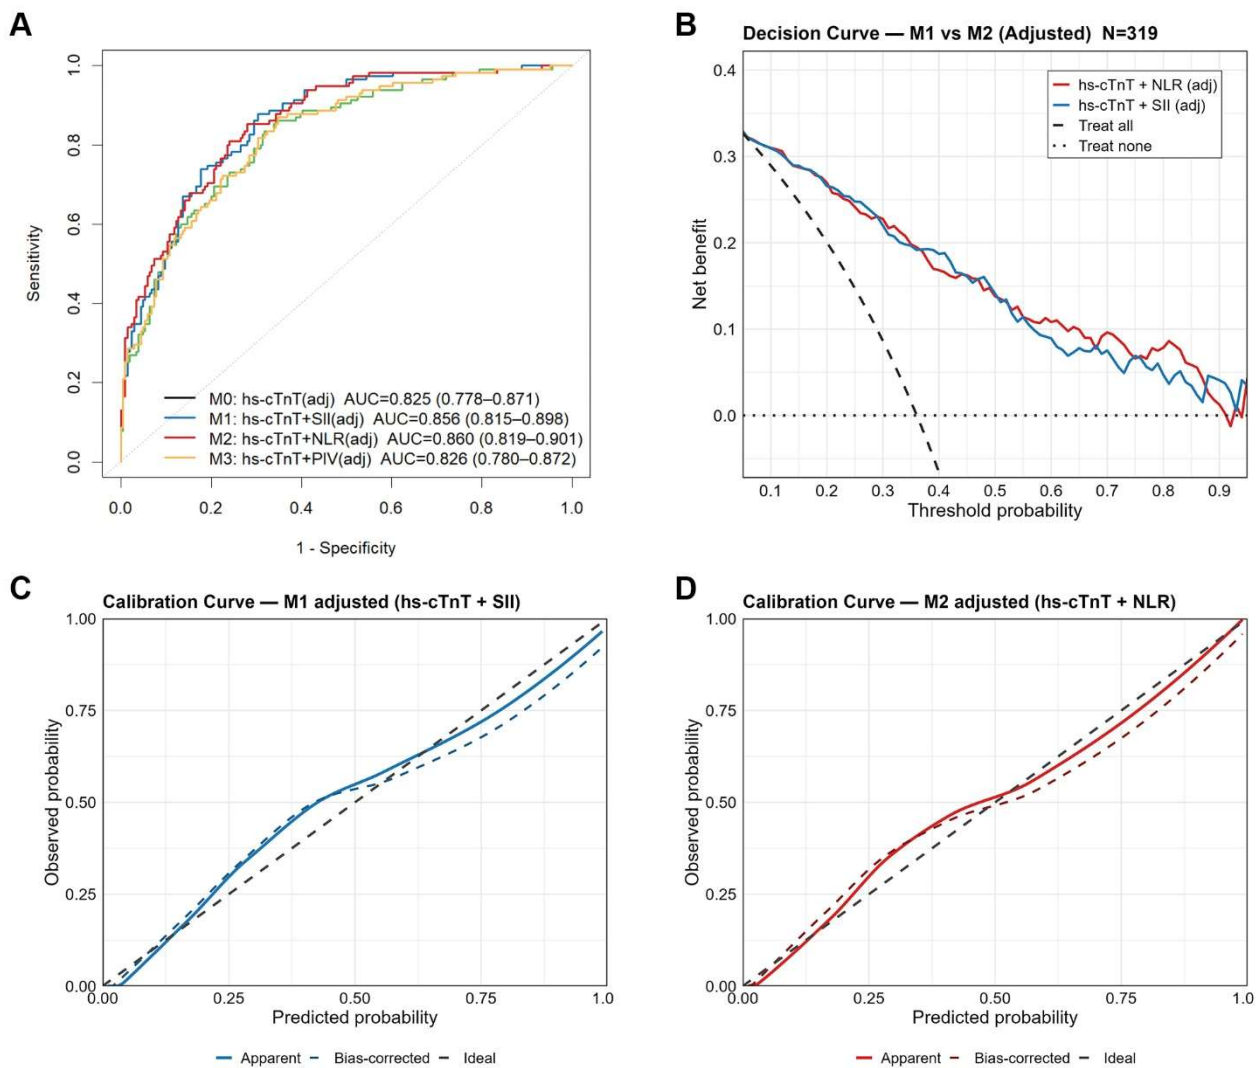 A
1.0
0.8
0.6
0.4
0.2
0.0
Sensitivity
M0: hs-cTnT(adj) AUC=0.825 (0.778–0.871)
M1: hs-cTnT+SII(adj) AUC=0.856 (0.815–0.898)
M2: hs-cTnT+NLR(adj) AUC=0.860 (0.819–0.901)
M3: hs-cTnT+PIV(adj) AUC=0.826 (0.780–0.872)
0.0 0.2 0.4 0.6 0.8 1.0
1 - Specificity
B
Decision Curve — M1 vs M2 (Adjusted) N=319
hs-cTnT + NLR (adj)
hs-cTnT + SII (adj)
Treat all
Treat none
0.4
0.3
0.2
0.1
0.0
Net benefit
0.1 0.2 0.3 0.4 0.5 0.6 0.7 0.8 0.9
Threshold probability
C
Calibration Curve — M1 adjusted (hs-cTnT + SII)
1.00
0.75
0.50
0.25
0.00
Observed probability
0.00 0.25 0.50 0.75 1.0
Predicted probability
Apparent Bias-corrected Ideal
D
Calibration Curve — M2 adjusted (hs-cTnT + NLR)
1.00
0.75
0.50
0.25
0.00
Observed probability
0.00 0.25 0.50 0.75 1.0
Predicted probability
Apparent Bias-corrected Ideal